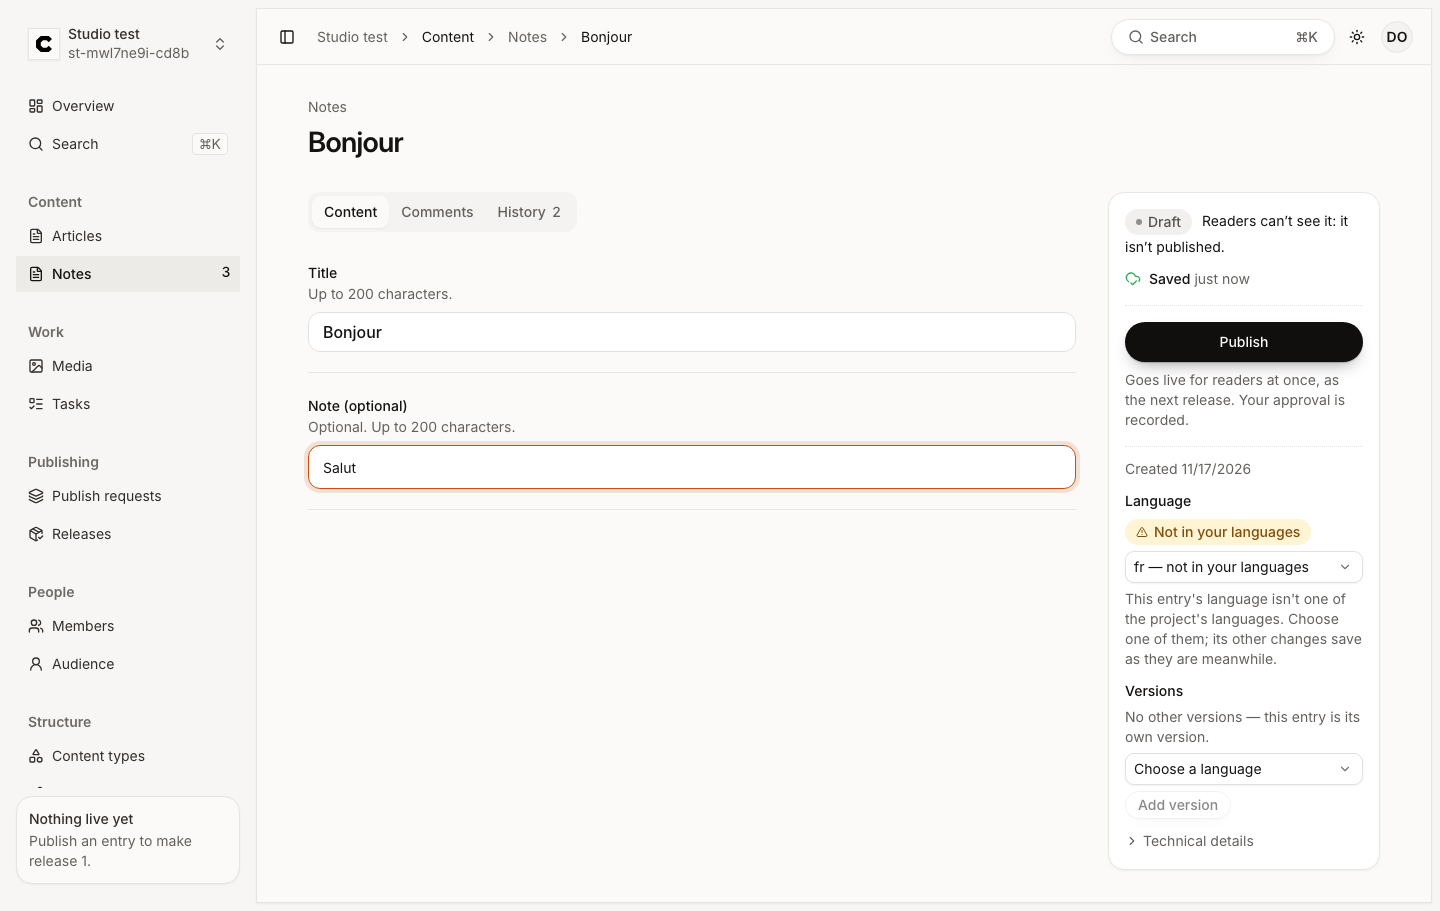 Studio test
st-mwl7ne9i-cd8b
Overview
Search ⌘K
Content
Articles
Notes 3
Work
Media
Tasks
Publishing
Publish requests
Releases
People
Members
Audience
Structure
Content types
Nothing live yet
Publish an entry to make
release 1.
Studio test > Content > Notes > Bonjour
Search ⌘K
DO
Notes
Bonjour
Content Comments History 2
Title
Up to 200 characters.
Bonjour
Note (optional)
Optional. Up to 200 characters.
Salut
Draft Readers can’t see it: it
isn’t published.
Saved just now
Publish
Goes live for readers at once, as
the next release. Your approval is
recorded.
Created 11/17/2026
Language
Not in your languages
fr — not in your languages
This entry's language isn't one of
the project's languages. Choose
one of them; its other changes save
as they are meanwhile.
Versions
No other versions — this entry is its
own version.
Choose a language
Add version
Technical details